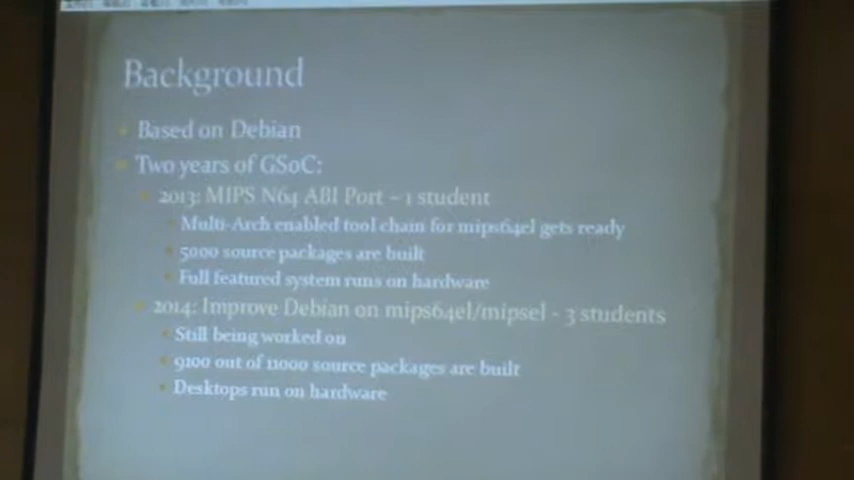 Background
Based on Debian
Two years of GSoC:
2013: MIPS N64 ABI Port – 1 student
Multi-Arch enabled tool chain for mips64el gets ready
5000 source packages are built
Full featured system runs on hardware
2014: Improve Debian on mips64el/mipsel - 3 students
Still being worked on
9100 out of 11000 source packages are built
Desktops run on hardware